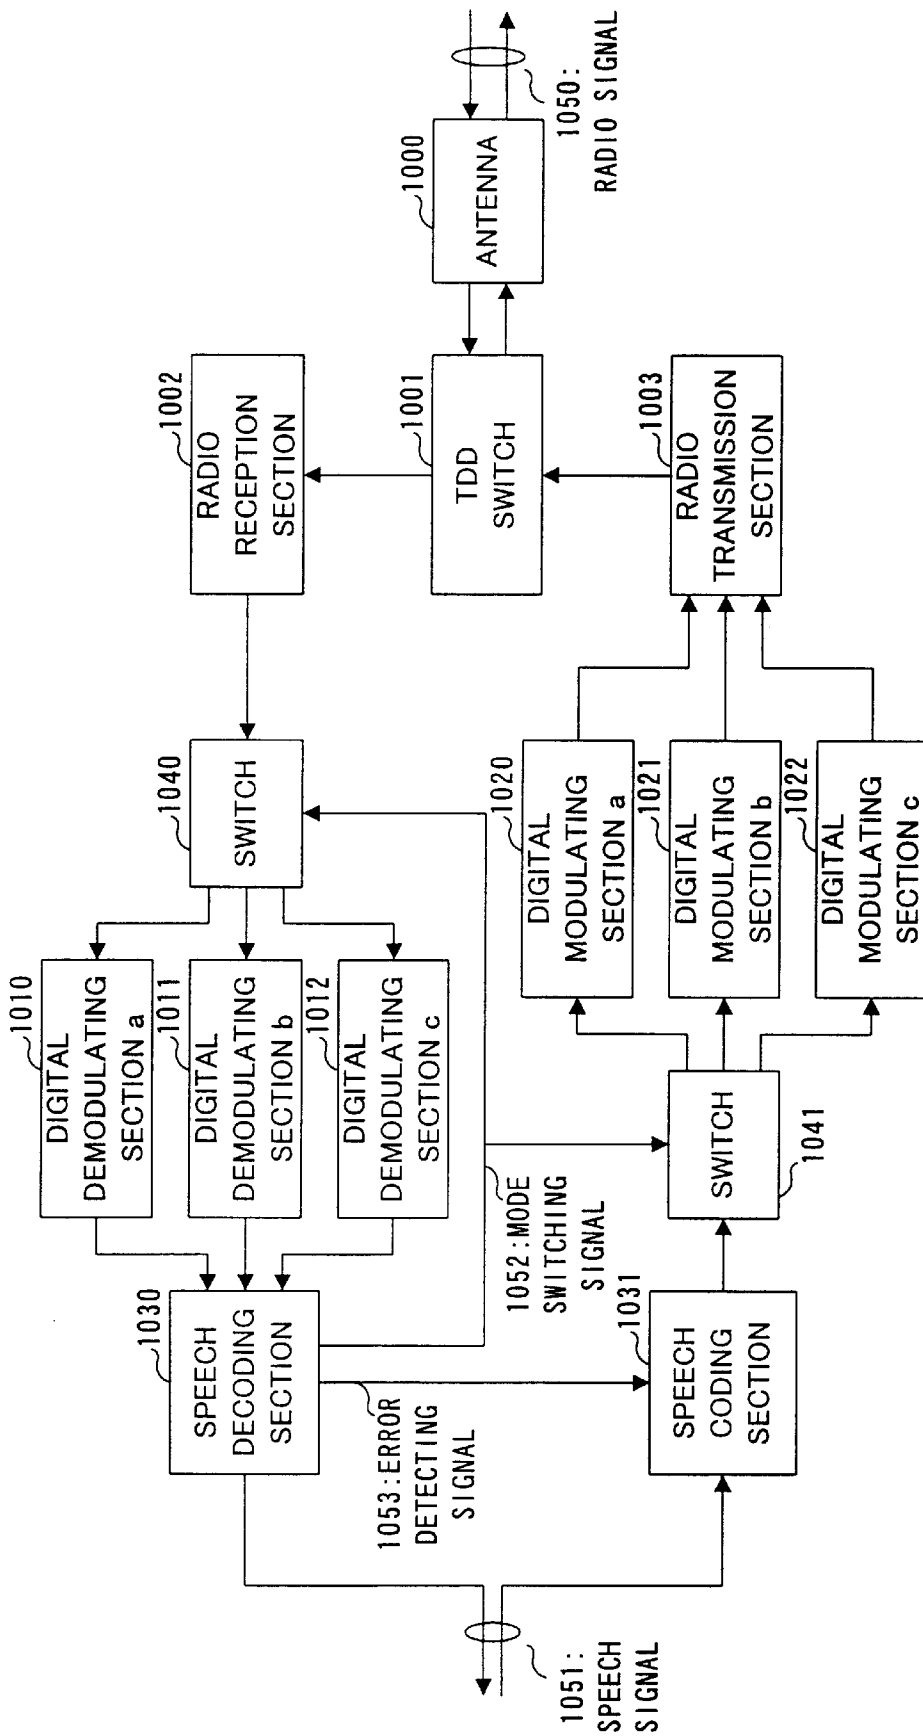 1030
SPEECH
DECODING
SECTION
1010
DIGITAL
DEMODULATING
SECTION a
1011
DIGITAL
DEMODULATING
SECTION b
1012
DIGITAL
DEMODULATING
SECTION c
1040
SWITCH
1002
RADIO
RECEPTION
SECTION
1001
TDD
SWITCH
1000
ANTENNA
1050:
RADIO SIGNAL
1053:ERROR
DETECTING
SIGNAL
1052:MODE
SWITCHING
SIGNAL
1051:
SPEECH
SIGNAL
1031
SPEECH
CODING
SECTION
SWITCH
1041
1020
DIGITAL
MODULATING
SECTION a
1021
DIGITAL
MODULATING
SECTION b
1022
DIGITAL
MODULATING
SECTION c
1003
RADIO
TRANSMISSION
SECTION